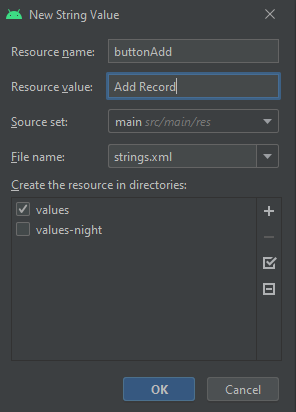 New String Value
Resource name: buttonAdd
Resource value: Add Record
Source set: main src/main/res
File name: strings.xml
Create the resource in directories:
values
values-night
OK Cancel